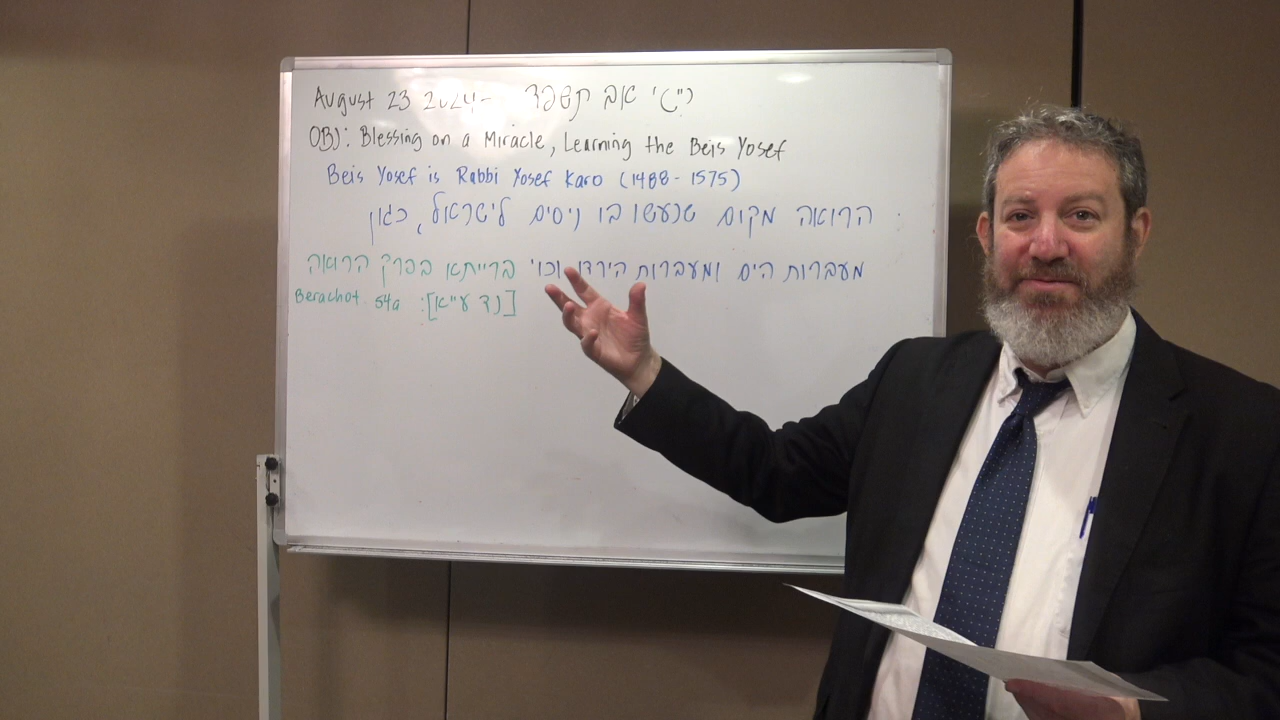 August 23 2024 - אב תשפד
OBJ: Blessing on a Miracle, Learning the Beis Yosef
Beis Yosef is Rabbi Yosef Karo (1488 - 1575)
הרואה מקום שנעשו בו ניסים לישראל, כגון
מעברות הים ומעברות הירדן וכו' ברייתא בפרק הרואה
[נד ע"א]: Berachot 54a